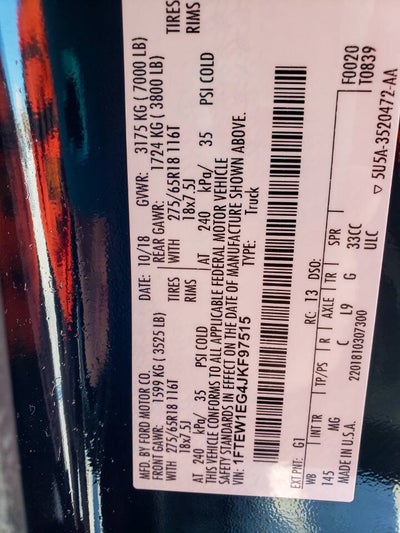 MFD. BY FORD MOTOR CO. DATE: 10/18 GVWR: 3175 KG ( 7000 LB)
FRONT GAWR: 1599 KG ( 3525 LB) REAR GAWR: 1724 KG ( 3800 LB)
WITH 275/65R18 116T TIRES WITH 275/65R18 116T TIRES
18x7.5J RIMS 18x7.5J RIMS
AT 240 kPa/ 35 PSI COLD AT 240 kPa/ 35 PSI COLD
THIS VEHICLE CONFORMS TO ALL APPLICABLE FEDERAL MOTOR VEHICLE
SAFETY STANDARDS IN EFFECT ON THE DATE OF MANUFACTURE SHOWN ABOVE.
1FTEW1EG4JKF97515 TYPE: Truck
F0020
T0839
EXT PNT: G1 RC: 13 DSO:
WB INT TR TP/PS R AXLE TR SPR
145 MG C L9 G 33CC
ULC
MADE IN U.S.A. 2201810307300
▽ 5U5A-3520472-AA